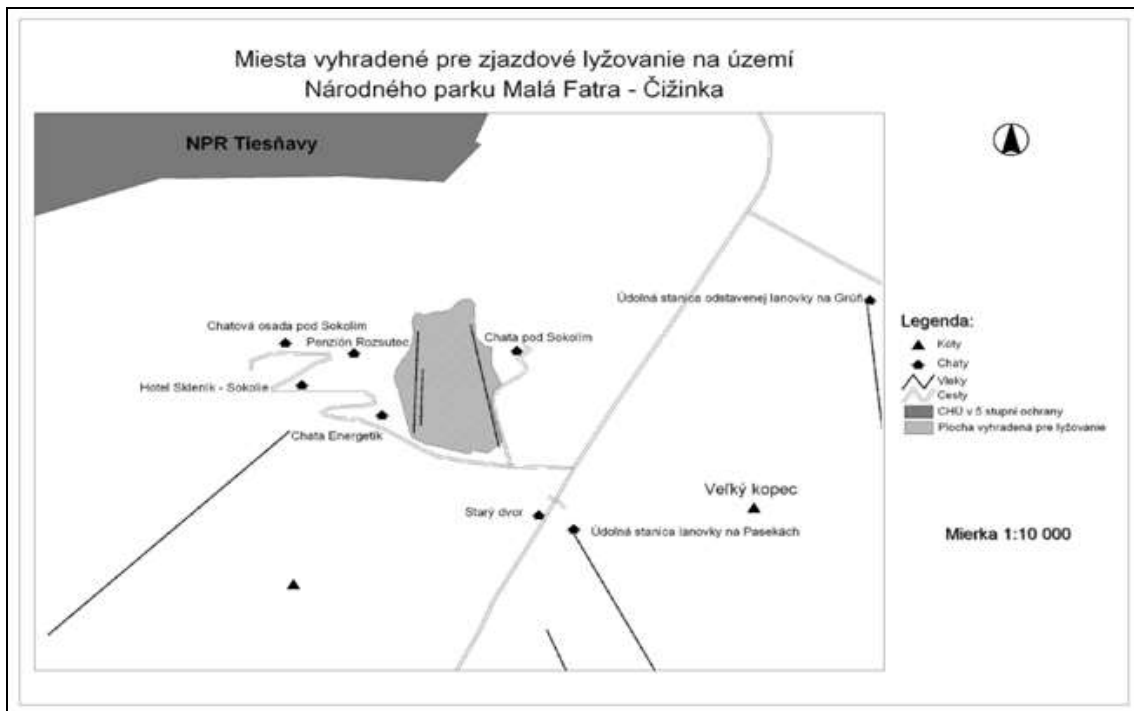 Miesta vyhradené pre zjazdové lyžovanie na území
Národného parku Malá Fatra - Čižinka
NPR Tiesňavy
Údolná stanica odstavenej lanovky na Grúň
Chatová osada pod Sokolím
Penzión Rozsutec
Chata pod Sokolím
Hotel Skleník - Sokolie
Chata Energetik
Veľký kopec
Starý dvor
Údolná stanica lanovky na Pasekách
Legenda:
Kóty
Chaty
Vleky
Cesty
CHÚ v 5 stupni ochrany
Plocha vyhradená pre lyžovanie
Mierka 1:10 000